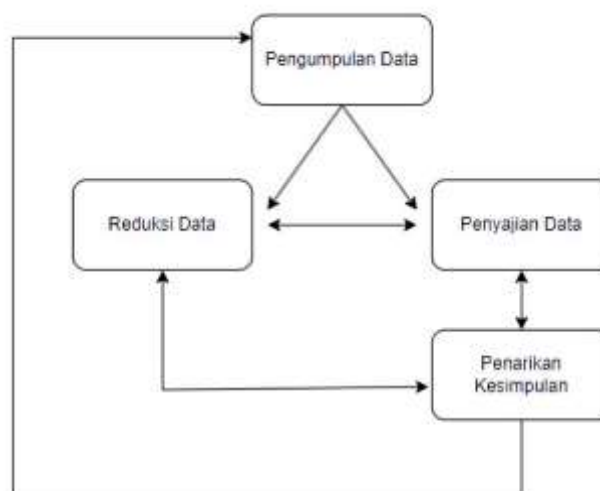 Pengumpulan Data
Reduksi Data
Penyajian Data
Penarikan
Kesimpulan